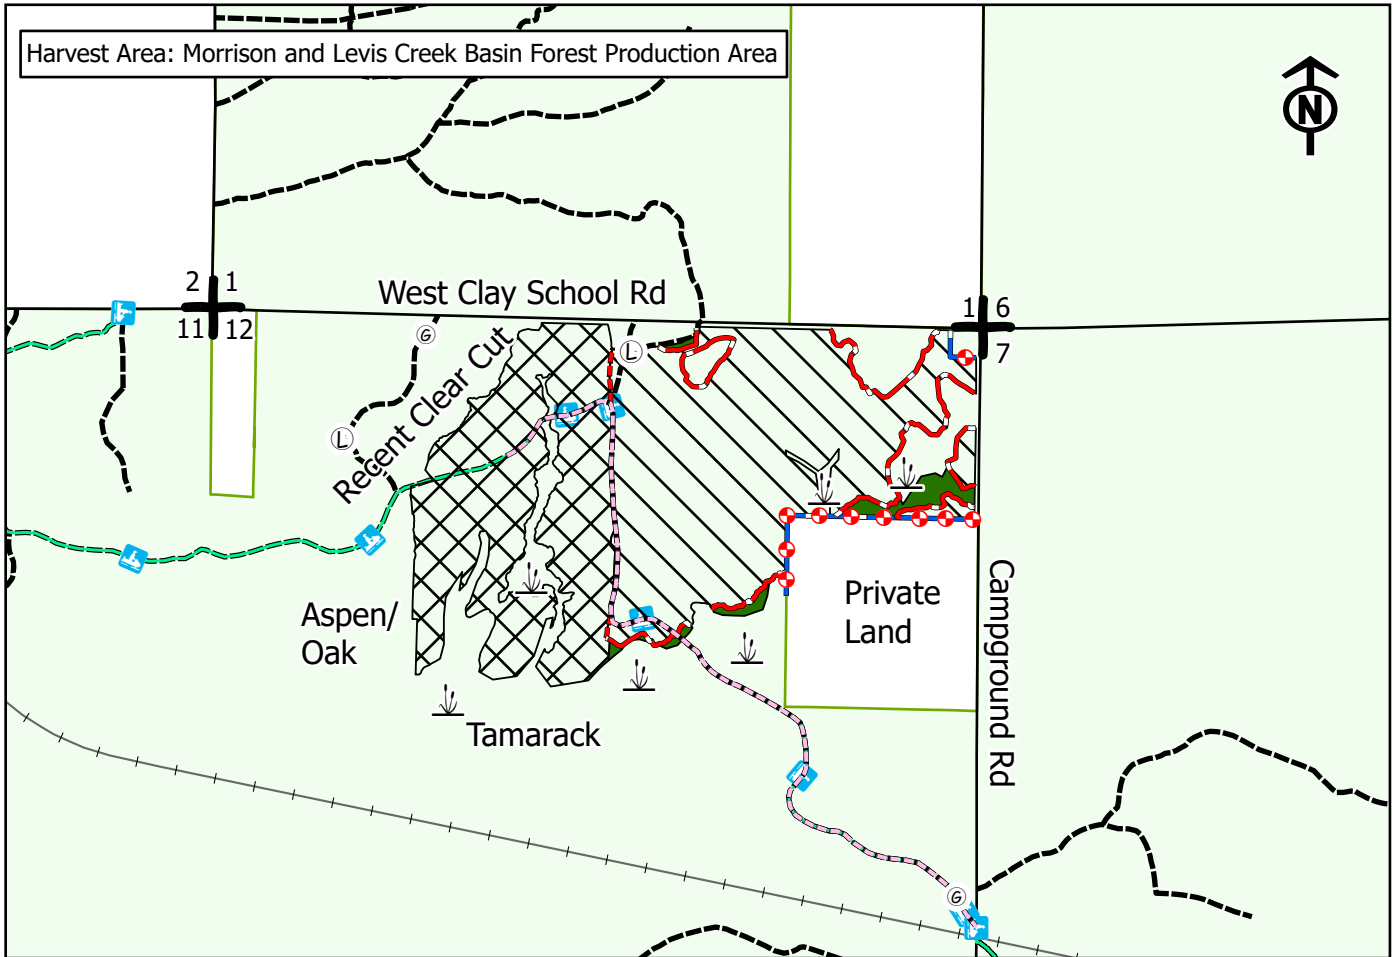 Harvest Area: Morrison and Levis Creek Basin Forest Production Area
N
2 1
11 12
West Clay School Rd
1 6
7
G
L
L
Recent Clear Cut
Aspen/
Oak
Private
Land
Campground Rd
Tamarack
G